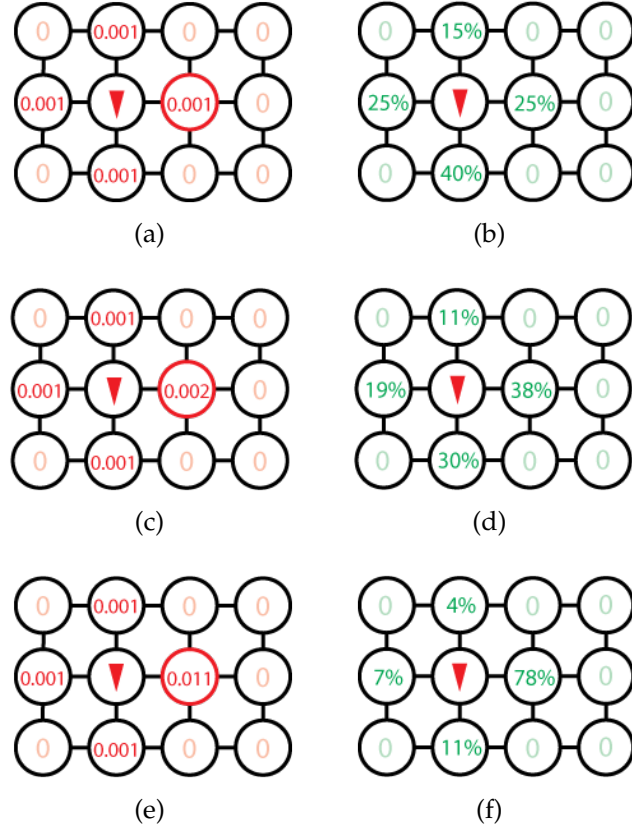 0 0.001 0 0 0 15% 0 0
0.001 0.001 0 25% 25% 0
0 0.001 0 0 0 40% 0 0
(a) (b)
0 0.001 0 0 0 11% 0 0
0.001 0.002 0 19% 38% 0
0 0.001 0 0 0 30% 0 0
(c) (d)
0 0.001 0 0 0 4% 0 0
0.001 0.011 0 7% 78% 0
0 0.001 0 0 0 11% 0 0
(e) (f)